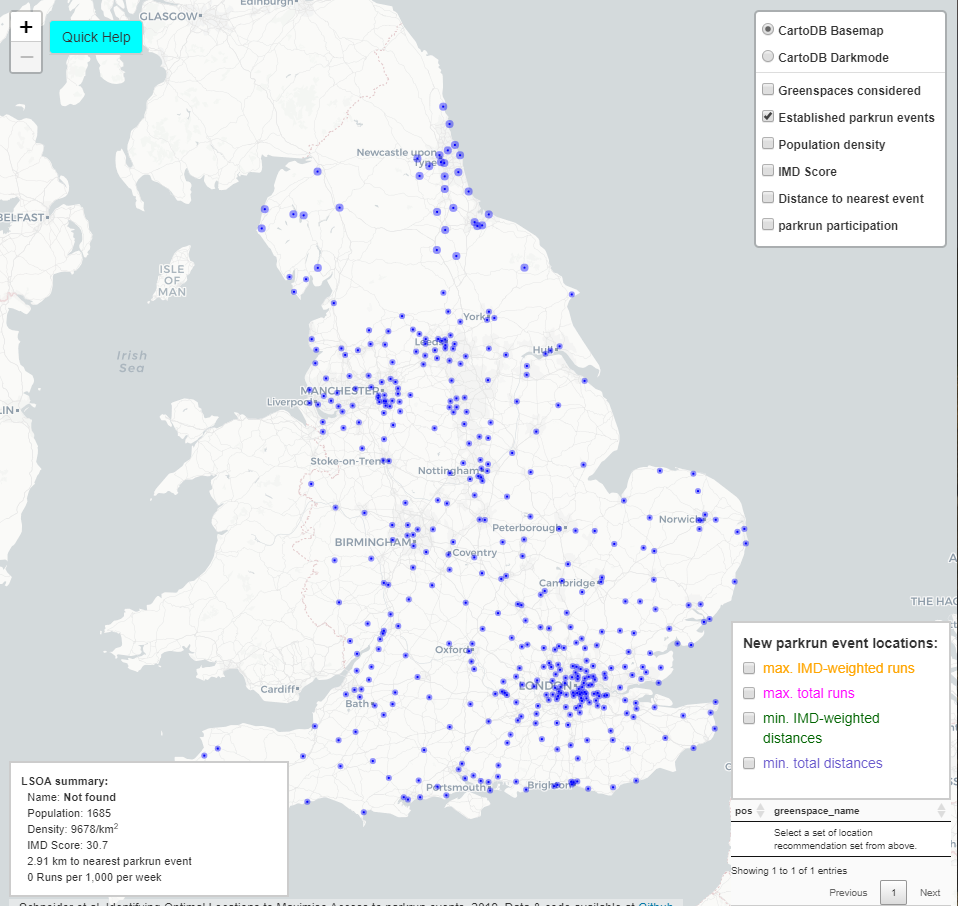 GLASGOW
Edinburgh
+
−
Quick Help
CartoDB Basemap
CartoDB Darkmode
Greenspaces considered
Established parkrun events
Population density
IMD Score
Distance to nearest event
parkrun participation
Newcastle upon
Tyne
BELFAST
ISLE
OF
MAN
York
Irish
Sea
Leeds
Hull
MANCHESTER
Liverpool
LIN
Stoke-on-Trent
Nottingham
Norwich
Peterborough
BIRMINGHAM
Coventry
Cambridge
THE HAG
Oxford
LONDON
Cardiff
Bath
Portsmouth
Brighton
New parkrun event locations:
max. IMD-weighted runs
max. total runs
min. IMD-weighted
distances
min. total distances
LSOA summary:
Name: Not found
Population: 1685
Density: 9678/km²
IMD Score: 30.7
2.91 km to nearest parkrun event
0 Runs per 1,000 per week
pos greenspace_name
Select a set of location
recommendation set from above.
Showing 1 to 1 of 1 entries
Previous 1 Next
Schneider et al. Identifying Optimal Locations to Maximise Access to parkrun events. 2019. Data & code available at Github